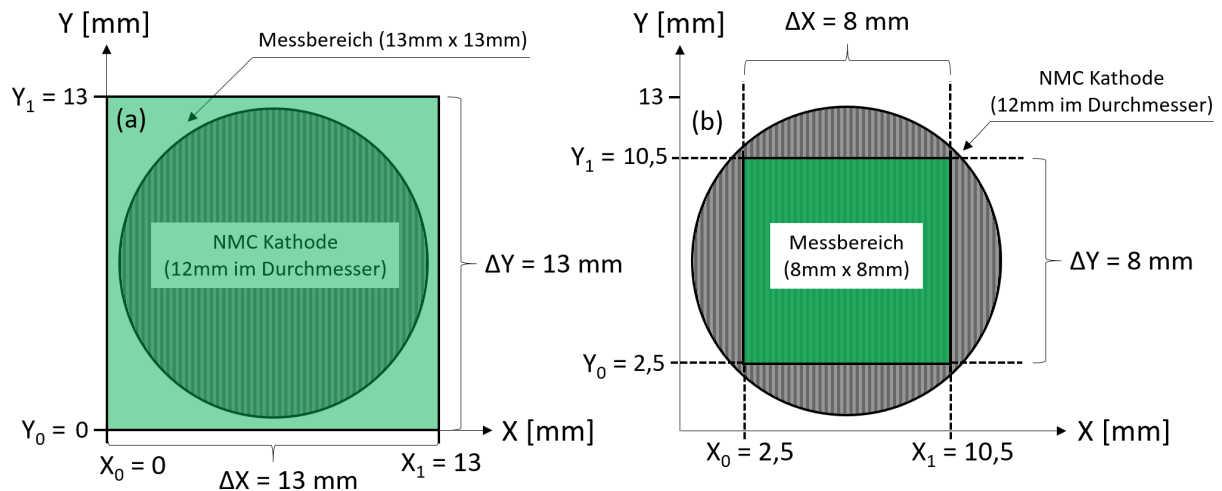 Y [mm]
Messbereich (13mm x 13mm)
Y₁ = 13
(a)
NMC Kathode
(12mm im Durchmesser)
ΔY = 13 mm
Y₀ = 0
X [mm]
X₀ = 0
X₁ = 13
ΔX = 13 mm
Y [mm]
ΔX = 8 mm
NMC Kathode
(12mm im Durchmesser)
13
(b)
Y₁ = 10,5
Messbereich
(8mm x 8mm)
ΔY = 8 mm
Y₀ = 2,5
X [mm]
X₀ = 2,5
X₁ = 10,5